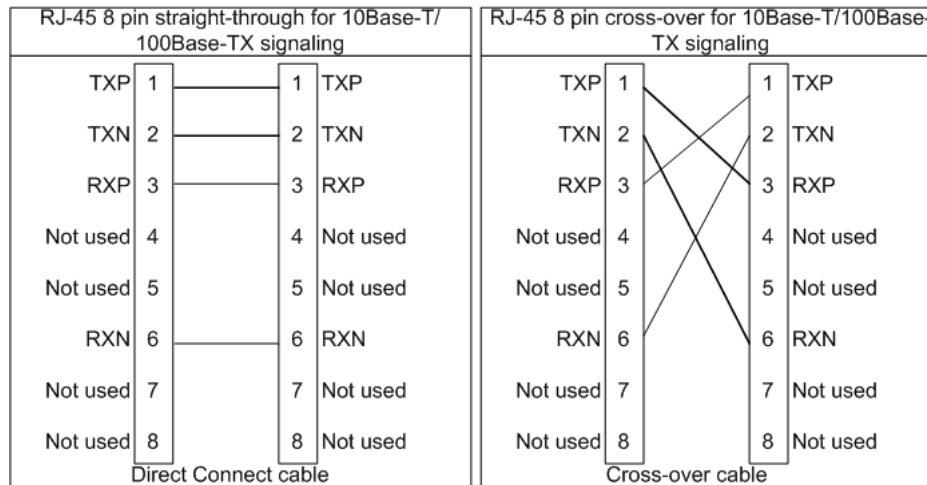 RJ-45 8 pin straight-through for 10Base-T/
100Base-TX signaling
TXP 1 1 TXP
TXN 2 2 TXN
RXP 3 3 RXP
Not used 4 4 Not used
Not used 5 5 Not used
RXN 6 6 RXN
Not used 7 7 Not used
Not used 8 8 Not used
Direct Connect cable
RJ-45 8 pin cross-over for 10Base-T/100Base-
TX signaling
TXP 1 1 TXP
TXN 2 2 TXN
RXP 3 3 RXP
Not used 4 4 Not used
Not used 5 5 Not used
RXN 6 6 RXN
Not used 7 7 Not used
Not used 8 8 Not used
Cross-over cable